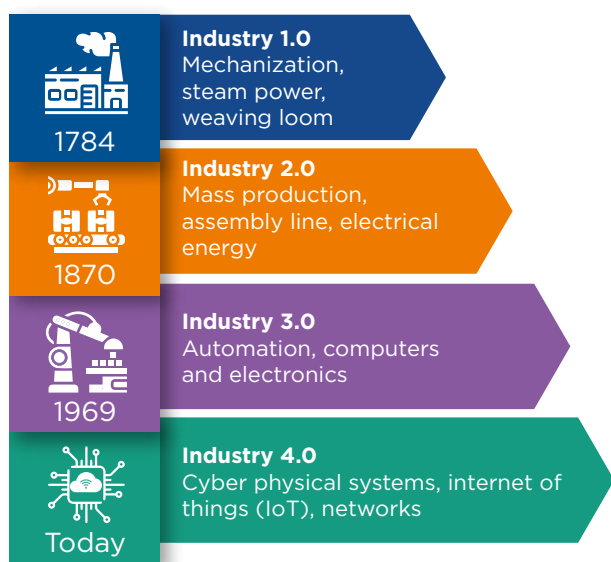 1784
Industry 1.0
Mechanization,
steam power,
weaving loom
1870
Industry 2.0
Mass production,
assembly line, electrical
energy
1969
Industry 3.0
Automation, computers
and electronics
Today
Industry 4.0
Cyber physical systems, internet of
things (IoT), networks